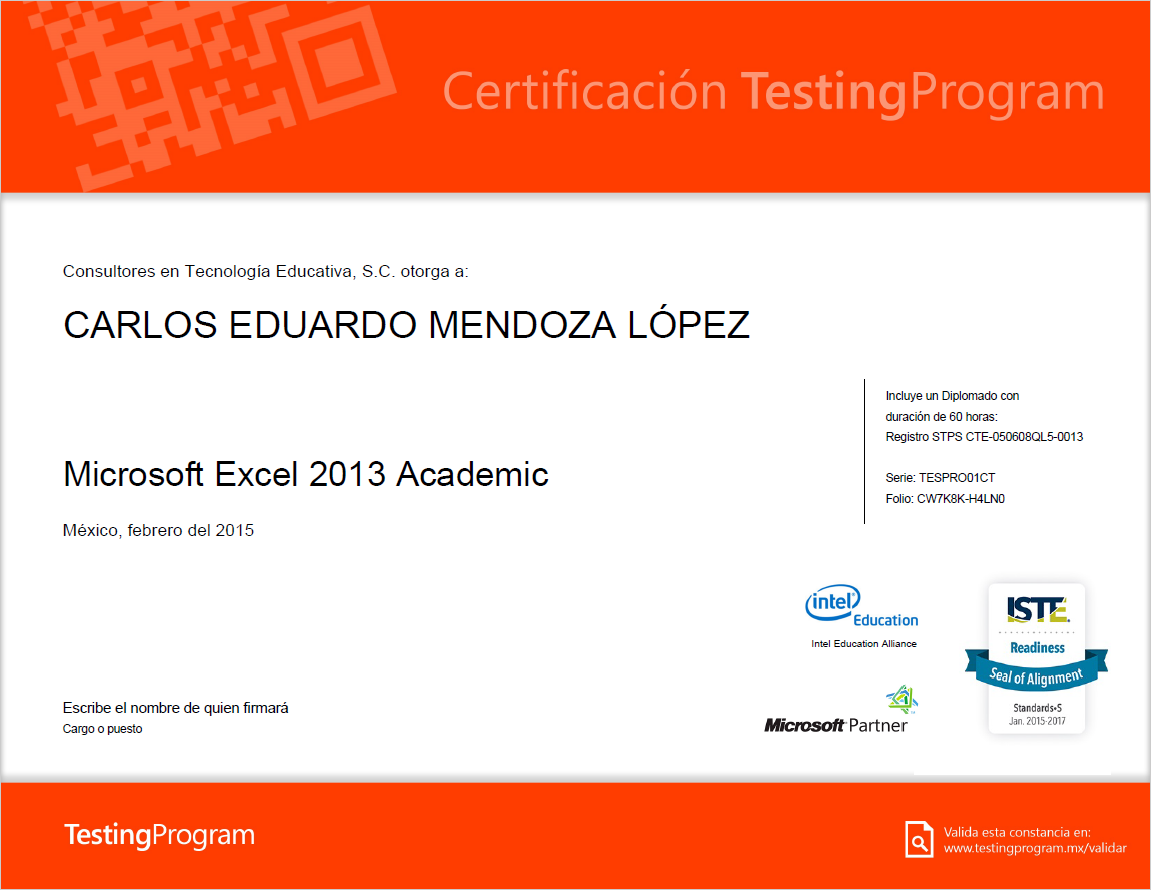 Certificación TestingProgram
Consultores en Tecnología Educativa, S.C. otorga a:
CARLOS EDUARDO MENDOZA LÓPEZ
Incluye un Diplomado con
duración de 60 horas:
Registro STPS CTE-050608QL5-0013
Serie: TESPRO01CT
Folio: CW7K8K-H4LN0
Microsoft Excel 2013 Academic
México, febrero del 2015
intel Education
Intel Education Alliance
ISTE.
Readiness
Seal of Alignment
Standards•S
Jan. 2015-2017
Microsoft Partner
Escribe el nombre de quien firmará
Cargo o puesto
TestingProgram
Valida esta constancia en:
www.testingprogram.mx/validar